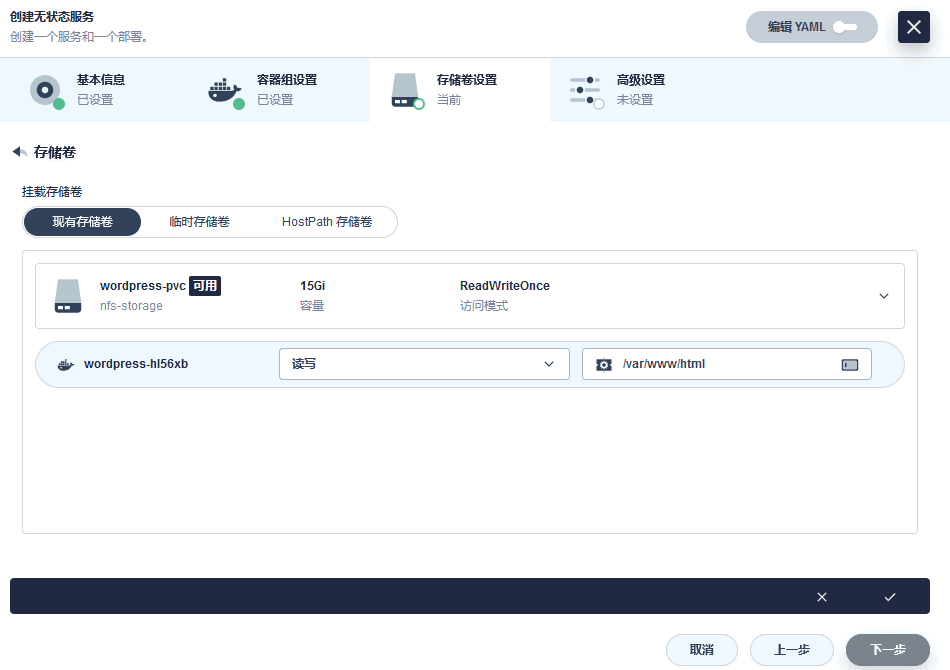 创建无状态服务
创建一个服务和一个部署。
编辑 YAML
基本信息
已设置
容器组设置
已设置
存储卷设置
当前
高级设置
未设置
存储卷
挂载存储卷
现有存储卷
临时存储卷
HostPath 存储卷
wordpress-pvc 可用
nfs-storage
15Gi
容量
ReadWriteOnce
访问模式
wordpress-hl56xb
读写
/var/www/html
取消
上一步
下一步